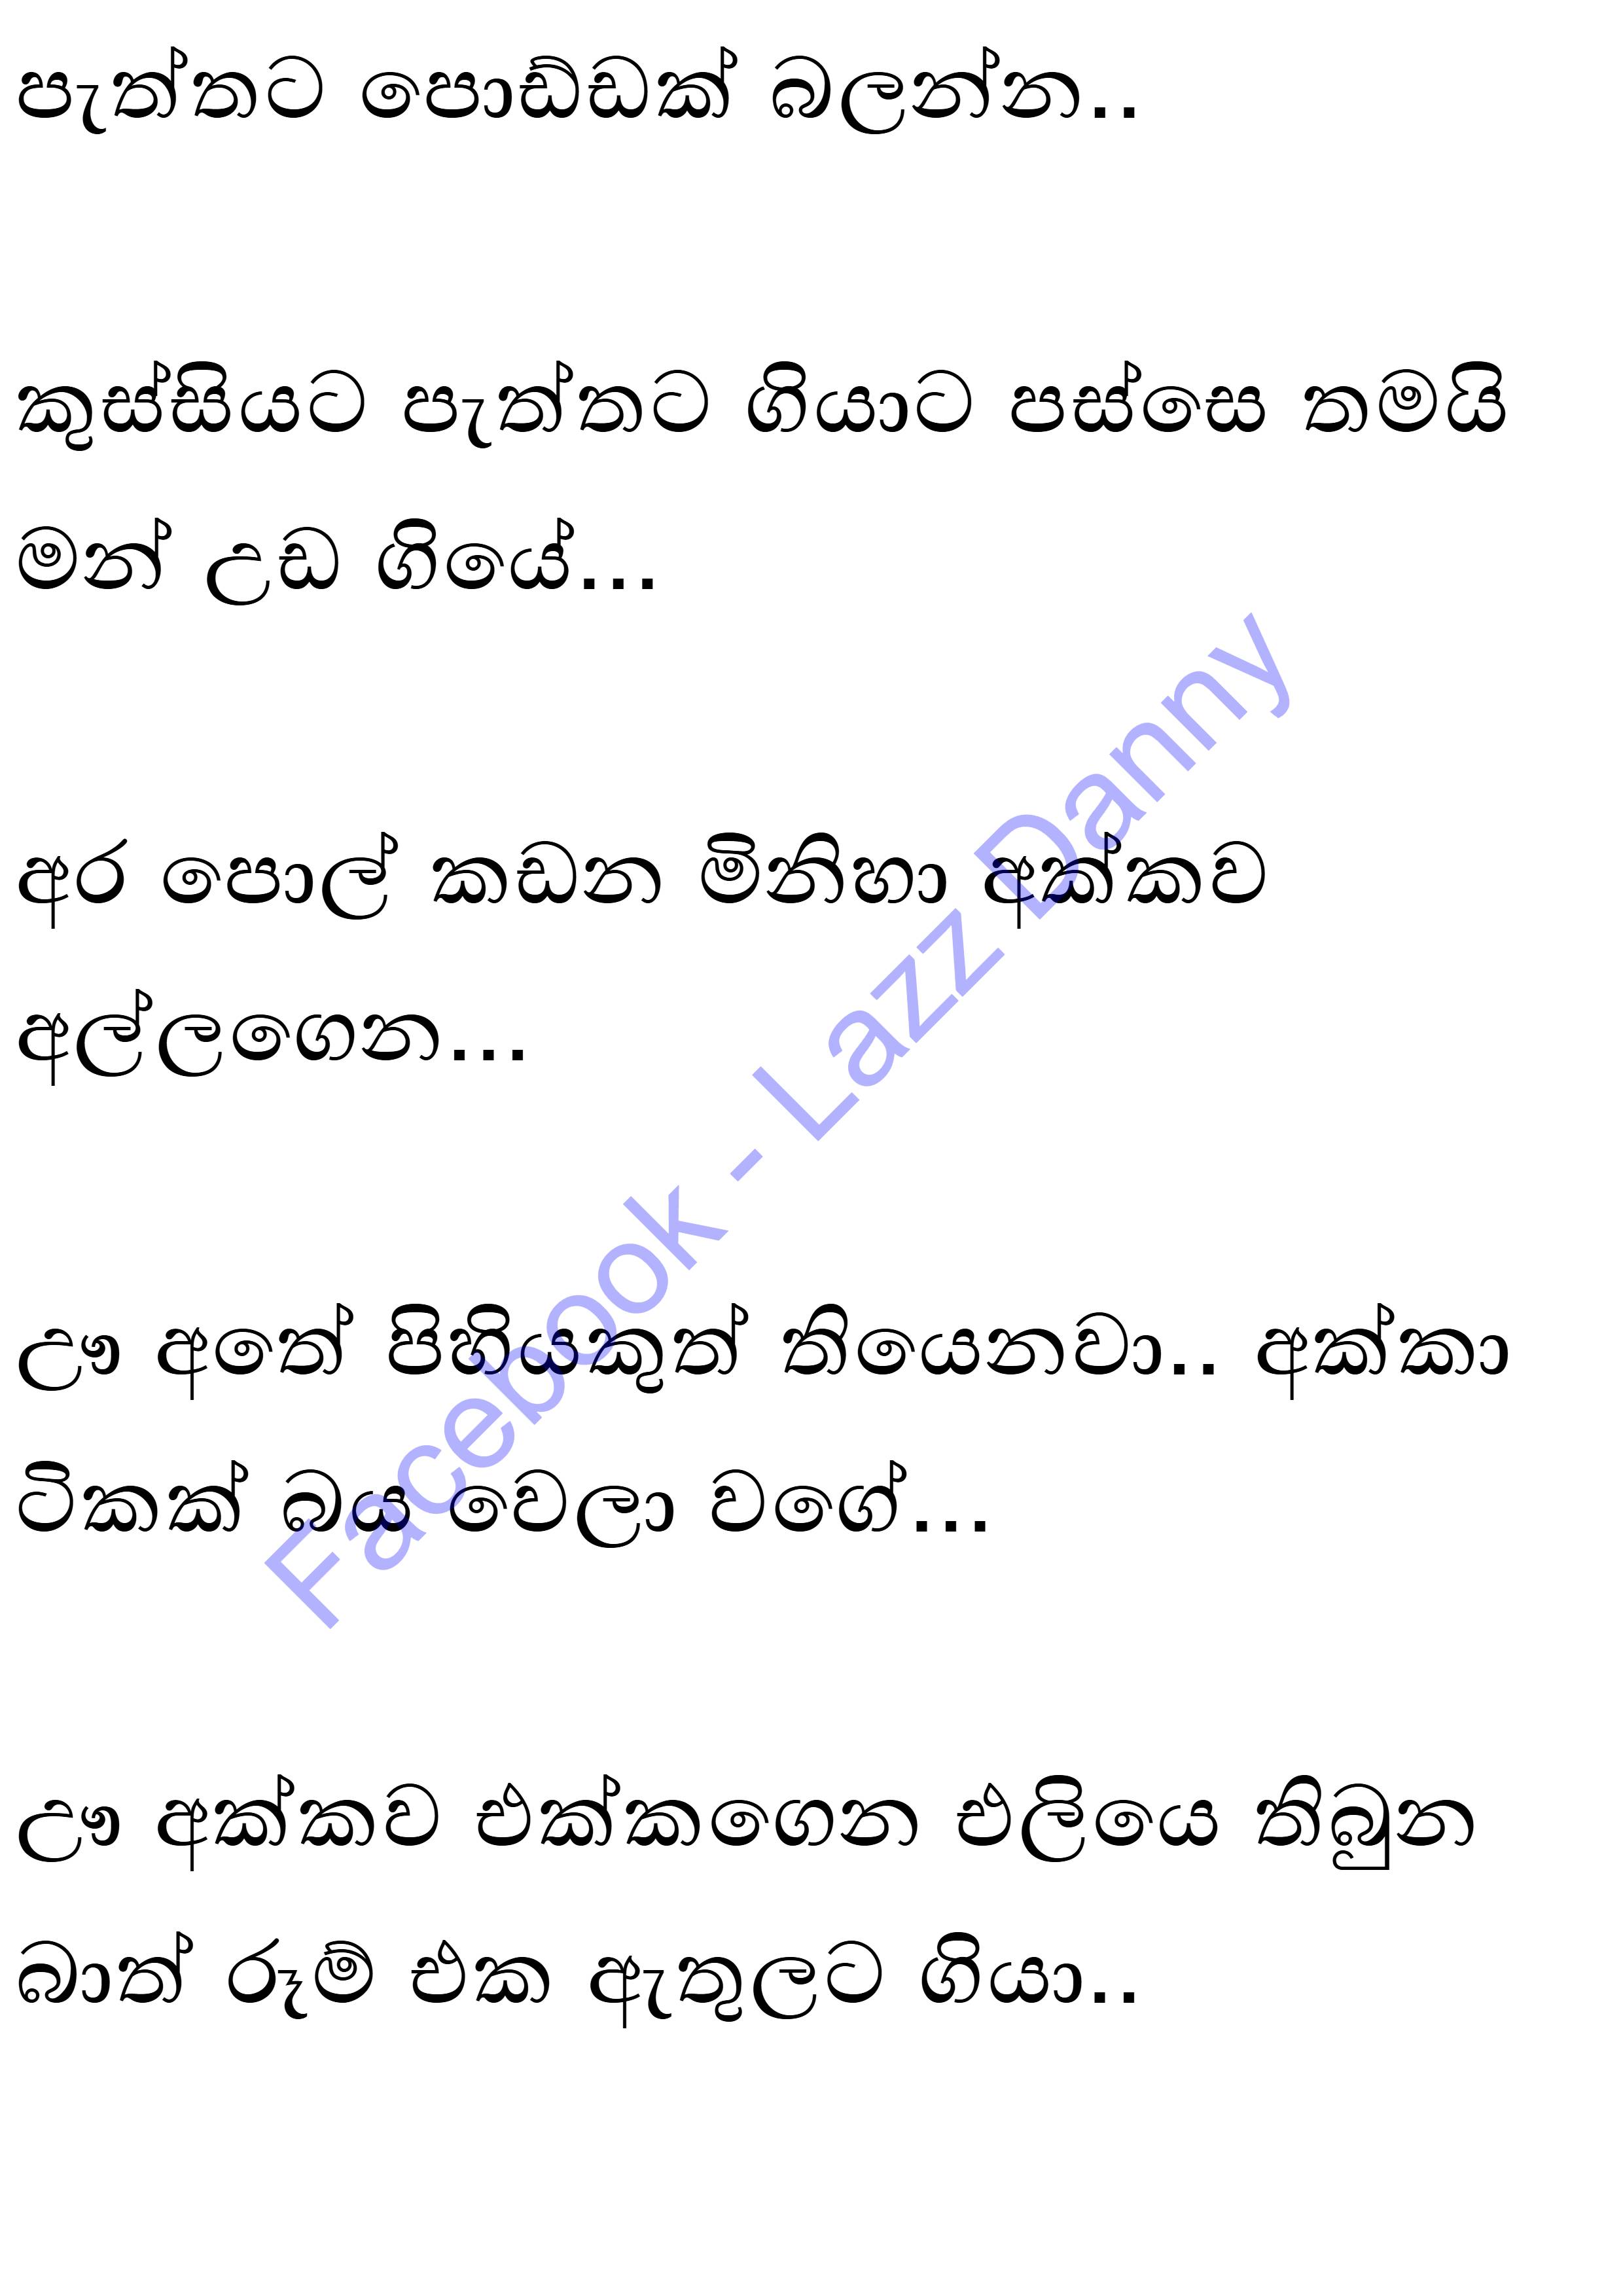 පැත්තට පොඩ්ඩක් බලන්න..
කුස්සියට පැත්තට ගියාට පස්සෙ තමයි
මන් උඩ ගියේ...
අර පොල් කඩන මිනිහා අක්කව
අල්ලගෙන...
ඌ අතේ පිහියකුත් තියෙනවා.. අක්කා
ටිකක් බය වෙලා වගේ...
ඌ අක්කව එක්කගෙන එලියෙ තිබුන
බාත් රූම් එක ඇතුලට ගියා..
Facebook - Lazz Danny